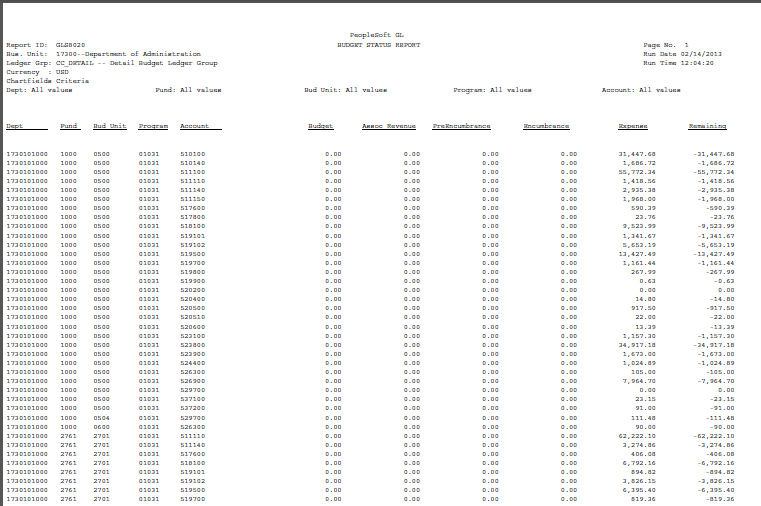 PeopleSoft GL
Report ID: GLS8020 BUDGET STATUS REPORT Page No. 1
Bus. Unit: 17300--Department of Administration Run Date 02/14/2013
Ledger Grp: CC_DETAIL -- Detail Budget Ledger Group Run Time 12:04:20
Currency : USD
Chartfields Criteria
Dept: All values Fund: All values Bud Unit: All values Program: All values Account: All values
Dept Fund Bud Unit Program Account Budget Assoc Revenue PreEncumbrance Encumbrance Expense Remaining
1730101000 1000 0500 01031 510100 0.00 0.00 0.00 0.00 31,447.68 -31,447.68
1730101000 1000 0500 01031 510140 0.00 0.00 0.00 0.00 1,686.72 -1,686.72
1730101000 1000 0500 01031 511100 0.00 0.00 0.00 0.00 55,772.34 -55,772.34
1730101000 1000 0500 01031 511110 0.00 0.00 0.00 0.00 1,418.56 -1,418.56
1730101000 1000 0500 01031 511140 0.00 0.00 0.00 0.00 2,935.38 -2,935.38
1730101000 1000 0500 01031 511150 0.00 0.00 0.00 0.00 1,968.00 -1,968.00
1730101000 1000 0500 01031 517600 0.00 0.00 0.00 0.00 590.39 -590.39
1730101000 1000 0500 01031 517800 0.00 0.00 0.00 0.00 23.76 -23.76
1730101000 1000 0500 01031 518100 0.00 0.00 0.00 0.00 9,523.99 -9,523.99
1730101000 1000 0500 01031 519101 0.00 0.00 0.00 0.00 1,341.67 -1,341.67
1730101000 1000 0500 01031 519102 0.00 0.00 0.00 0.00 5,653.19 -5,653.19
1730101000 1000 0500 01031 519500 0.00 0.00 0.00 0.00 13,427.49 -13,427.49
1730101000 1000 0500 01031 519700 0.00 0.00 0.00 0.00 1,161.44 -1,161.44
1730101000 1000 0500 01031 519800 0.00 0.00 0.00 0.00 267.99 -267.99
1730101000 1000 0500 01031 519900 0.00 0.00 0.00 0.00 0.63 -0.63
1730101000 1000 0500 01031 520200 0.00 0.00 0.00 0.00 0.00 0.00
1730101000 1000 0500 01031 520400 0.00 0.00 0.00 0.00 14.80 -14.80
1730101000 1000 0500 01031 520500 0.00 0.00 0.00 0.00 917.50 -917.50
1730101000 1000 0500 01031 520510 0.00 0.00 0.00 0.00 22.00 -22.00
1730101000 1000 0500 01031 520600 0.00 0.00 0.00 0.00 13.39 -13.39
1730101000 1000 0500 01031 523100 0.00 0.00 0.00 0.00 1,157.30 -1,157.30
1730101000 1000 0500 01031 523800 0.00 0.00 0.00 0.00 34,917.18 -34,917.18
1730101000 1000 0500 01031 523900 0.00 0.00 0.00 0.00 1,673.00 -1,673.00
1730101000 1000 0500 01031 524400 0.00 0.00 0.00 0.00 1,024.89 -1,024.89
1730101000 1000 0500 01031 526300 0.00 0.00 0.00 0.00 105.00 -105.00
1730101000 1000 0500 01031 526900 0.00 0.00 0.00 0.00 7,964.70 -7,964.70
1730101000 1000 0500 01031 529700 0.00 0.00 0.00 0.00 0.00 0.00
1730101000 1000 0500 01031 537100 0.00 0.00 0.00 0.00 23.15 -23.15
1730101000 1000 0500 01031 537200 0.00 0.00 0.00 0.00 91.00 -91.00
1730101000 1000 0504 01031 529700 0.00 0.00 0.00 0.00 111.48 -111.48
1730101000 1000 0600 01031 526300 0.00 0.00 0.00 0.00 90.00 -90.00
1730101000 2761 2701 01031 511110 0.00 0.00 0.00 0.00 62,222.10 -62,222.10
1730101000 2761 2701 01031 511140 0.00 0.00 0.00 0.00 3,274.86 -3,274.86
1730101000 2761 2701 01031 517600 0.00 0.00 0.00 0.00 406.08 -406.08
1730101000 2761 2701 01031 518100 0.00 0.00 0.00 0.00 6,792.16 -6,792.16
1730101000 2761 2701 01031 519101 0.00 0.00 0.00 0.00 894.82 -894.82
1730101000 2761 2701 01031 519102 0.00 0.00 0.00 0.00 3,826.15 -3,826.15
1730101000 2761 2701 01031 519500 0.00 0.00 0.00 0.00 6,395.40 -6,395.40
1730101000 2761 2701 01031 519700 0.00 0.00 0.00 0.00 819.36 -819.36